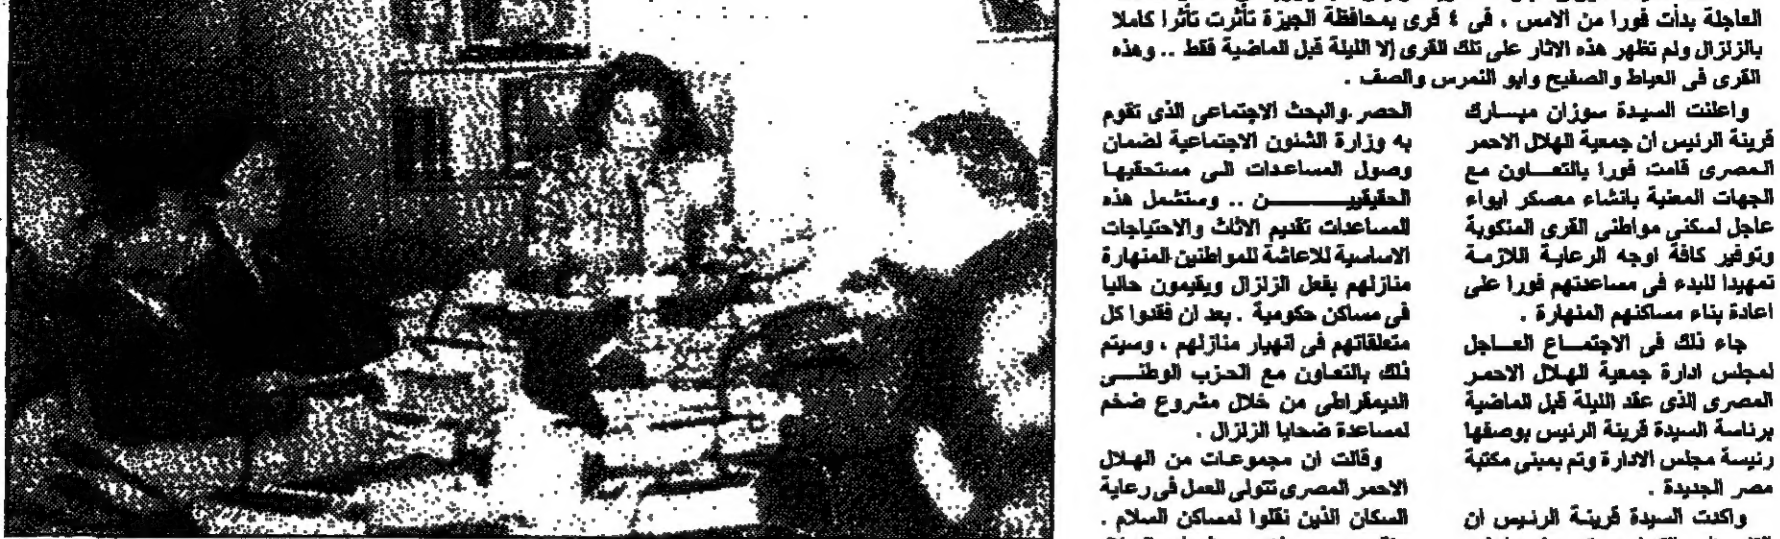 العاجلة بدأت فورا من الامس ، فى ٤ قرى بمحافظة الجيزة تأثرت تأثرا كاملا
بالزلزال ولم تظهر هذه الاثار على تلك القرى إلا الليلة قبل الماضية فقط .. وهذه
القرى فى العياط والصفيح وابو النمرس والصف .
واعلنت السيدة سوزان مبــارك
قرينة الرئيس ان جمعية الهلال الاحمر
المصرى قامت فورا بالتعــاون مع
الجهات المعنية بانشاء معسكر ايواء
عاجل لسكنى مواطنى القرى المنكوبة
وتوفير كافة اوجه الرعاية اللازمة
تمهيدا للبدء فى مساعدتهم فورا على
اعادة بناء مساكنهم المنهارة .
جاء ذلك فى الاجتمــاع العــاجل
لمجلس ادارة جمعية الهلال الاحمر
المصرى الذى عقد الليلة قبل الماضية
برئاسة السيدة قرينة الرئيس بوصفها
رئيسة مجلس الادارة وتم بمبنى مكتبة
مصر الجديدة .
واكدت السيدة قرينة الرئيس ان
الحصر والبحث الاجتماعى الذى تقوم
به وزارة الشئون الاجتماعية لضمان
وصول المساعدات الى مستحقيها
الحقيقيــــــــن .. وستشمل هذه
المساعدات تقديم الاثاث والاحتياجات
الاساسية للاعاشة للمواطنين المنهارة
منازلهم بفعل الزلزال ويقيمون حاليا
فى مساكن حكومية . بعد ان فقدوا كل
متعلقاتهم فى انهيار منازلهم ، وسيتم
ذلك بالتعاون مع الحزب الوطنــى
الديمقراطى من خلال مشروع ضخم
لمساعدة ضحايا الزلزال .
وقالت ان مجموعات من الهلال
الاحمر المصرى تتولى العمل فى رعاية
السكان الذين نقلوا لمساكن السلام .